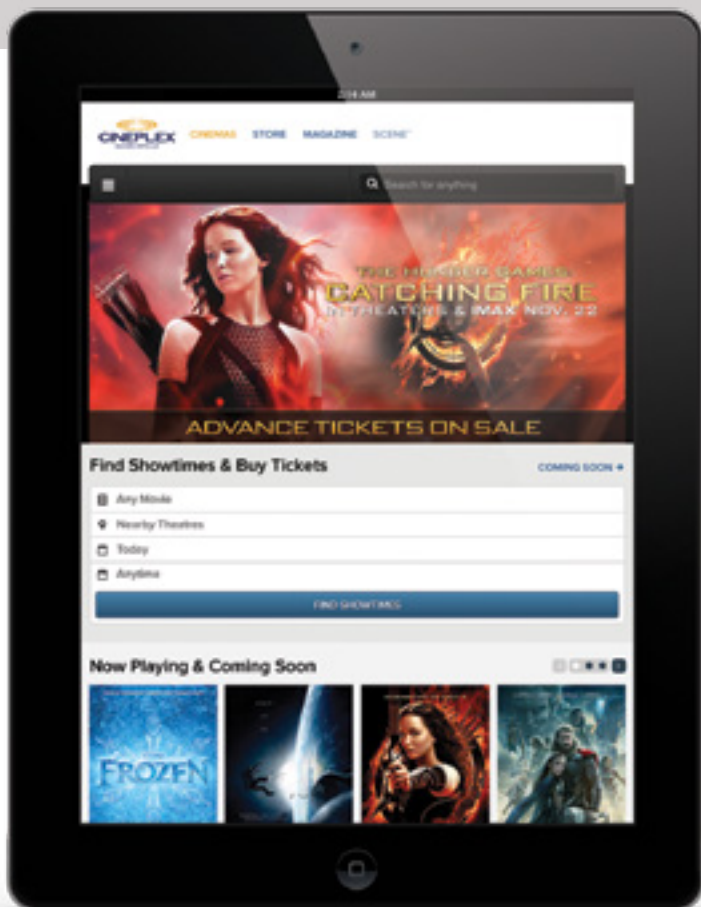 CINEPLEX
CINEMAS STORE MAGAZINE SCENE
Search for anything
THE HUNGER GAMES
CATCHING FIRE
IN THEATERS & IMAX NOV. 22
ADVANCE TICKETS ON SALE
Find Showtimes & Buy Tickets
COMING SOON
Any Movie
Nearby Theatres
Today
Anytime
FIND SHOWTIMES
Now Playing & Coming Soon
FROZEN